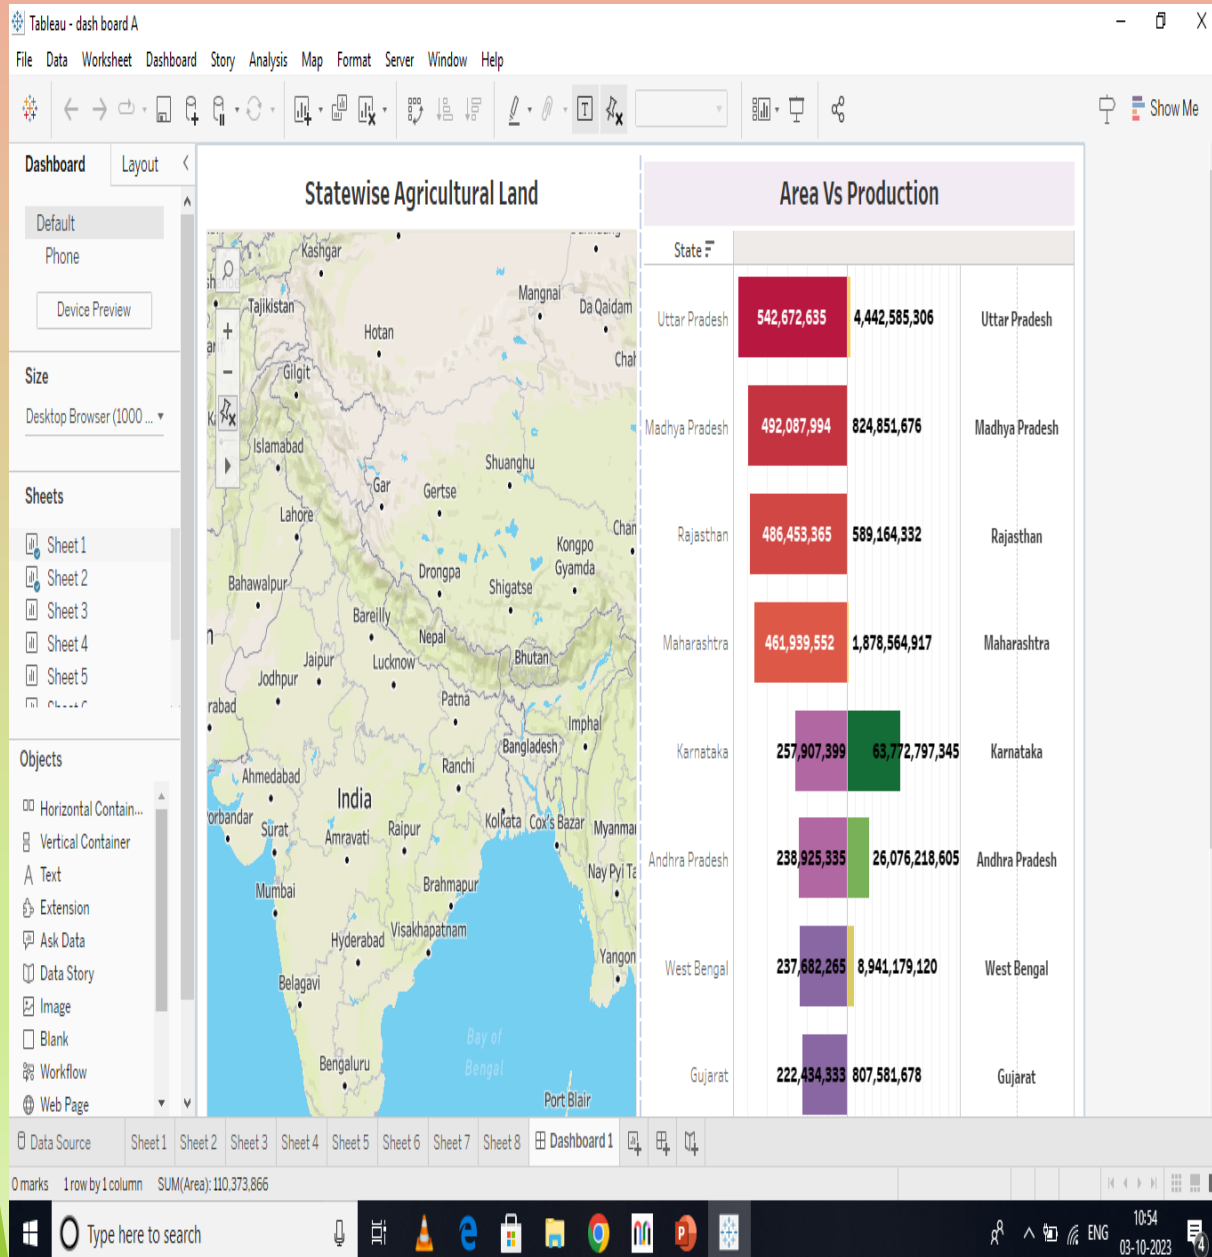 Tableau - dash board A
File Data Worksheet Dashboard Story Analysis Map Format Server Window Help
Show Me
Dashboard Layout
Default
Phone
Device Preview
Size
Desktop Browser (1000 ...
Sheets
Sheet 1
Sheet 2
Sheet 3
Sheet 4
Sheet 5
Objects
Horizontal Contain...
Vertical Container
Text
Extension
Ask Data
Data Story
Image
Blank
Workflow
Web Page
Statewise Agricultural Land
Kashgar
Mangnai
Tajikistan
Da Qaidam
Hotan
Gilgit
Islamabad
Shuanghu
Gar
Gertse
Lahore
Kongpo
Gyamda
Drongpa
Bahawalpur
Shigatse
Bareilly
Nepal
Jaipur
Lucknow
Bhutan
Jodhpur
Patna
Imphal
Bangladesh
Ahmedabad
Ranchi
India
Surat
Amravati
Raipur
Kolkata
Cox's Bazar
Mumbai
Brahmapur
Visakhapatnam
Hyderabad
Yangon
Belagavi
Bay of
Bengal
Bengaluru
Port Blair
Area Vs Production
State
Uttar Pradesh 542,672,635 4,442,585,306 Uttar Pradesh
Madhya Pradesh 492,087,994 824,851,676 Madhya Pradesh
Rajasthan 486,453,365 589,164,332 Rajasthan
Maharashtra 461,939,552 1,878,564,917 Maharashtra
Karnataka 257,907,399 63,772,797,345 Karnataka
Andhra Pradesh 238,925,335 26,076,218,605 Andhra Pradesh
West Bengal 237,682,265 8,941,179,120 West Bengal
Gujarat 222,434,333 807,581,678 Gujarat
Data Source Sheet 1 Sheet 2 Sheet 3 Sheet 4 Sheet 5 Sheet 6 Sheet 7 Sheet 8 Dashboard 1
0 marks 1 row by 1 column SUM(Area): 110,373,866
Type here to search
ENG
10:54
03-10-2023
4